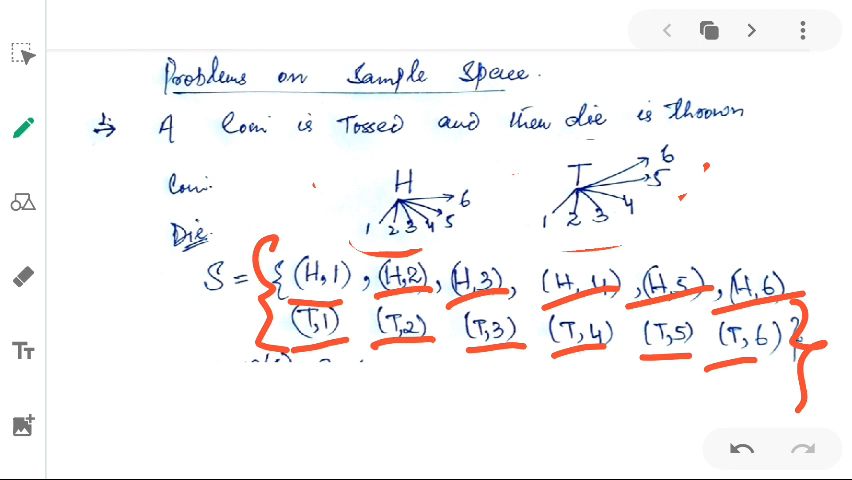 Problems on Sample Space.
1. ⇒ A Coin is Tossed and then die is thrown
Coin. H T
1 2 3 4 5 6 1 2 3 4 5 6
Die.
S = {(H,1), (H,2), (H,3), (H,4), (H,5), (H,6)
(T,1) (T,2) (T,3) (T,4) (T,5) (T,6)}